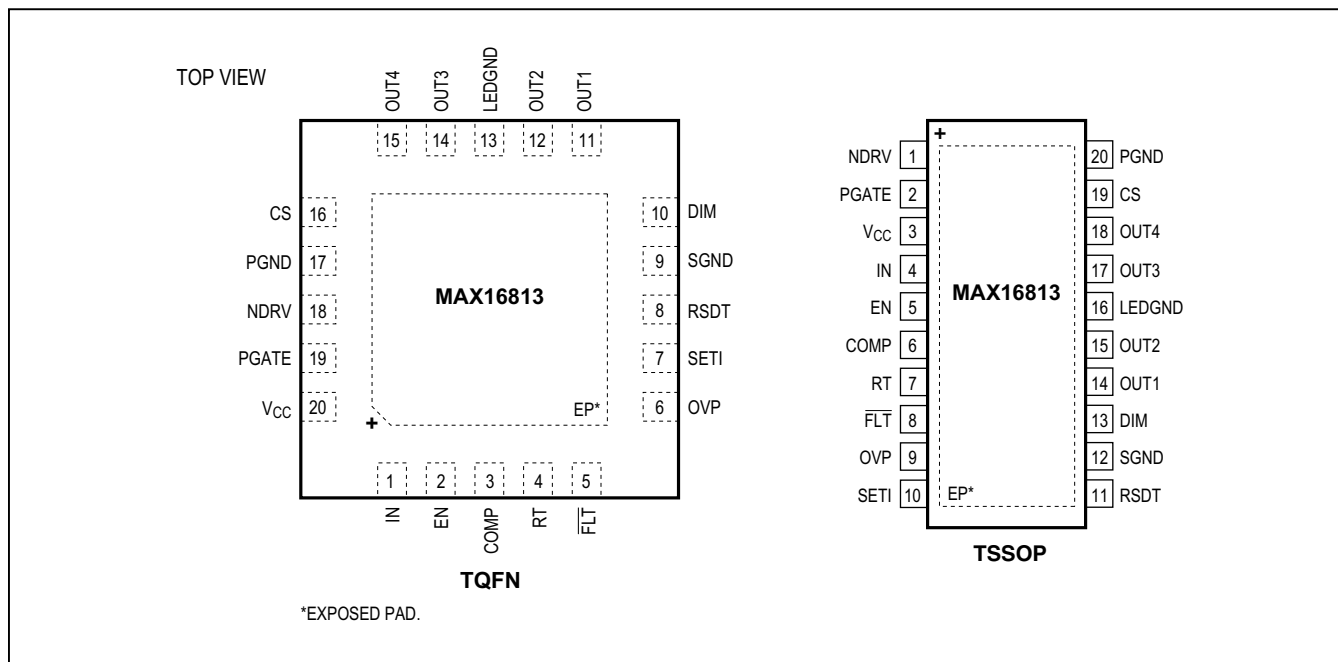 TOP VIEW
OUT4 OUT3 LEDGND OUT2 OUT1
15 14 13 12 11
CS 16
PGND 17
NDRV 18
PGATE 19
VCC 20
10 DIM
9 SGND
8 RSDT
7 SETI
6 OVP
MAX16813
EP*
+
1 2 3 4 5
IN EN COMP RT FLT
TQFN
*EXPOSED PAD.
+
NDRV 1
PGATE 2
VCC 3
IN 4
EN 5
COMP 6
RT 7
FLT 8
OVP 9
SETI 10
MAX16813
EP*
20 PGND
19 CS
18 OUT4
17 OUT3
16 LEDGND
15 OUT2
14 OUT1
13 DIM
12 SGND
11 RSDT
TSSOP